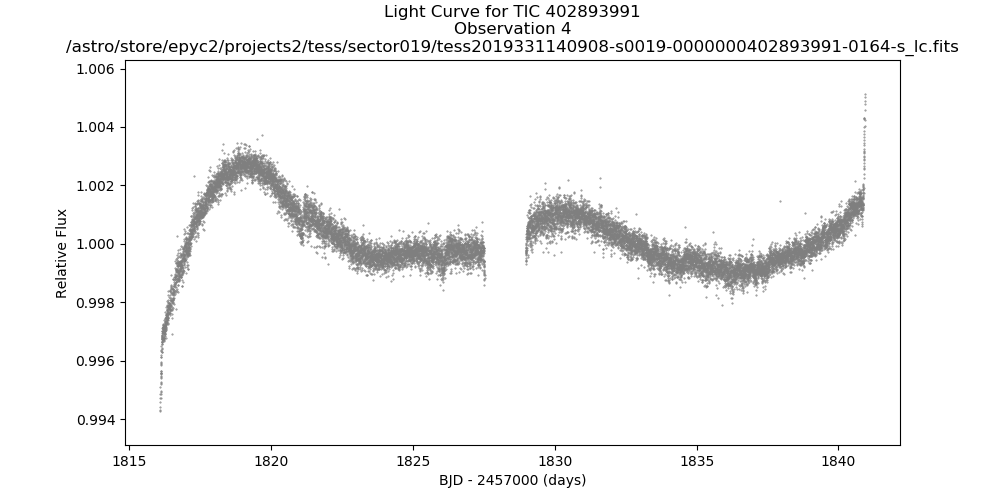 Light Curve for TIC 402893991
Observation 4
/astro/store/epyc2/projects2/tess/sector019/tess2019331140908-s0019-0000000402893991-0164-s_lc.fits
1.006
1.004
1.002
1.000
0.998
0.996
0.994
Relative Flux
1815
1820
1825
1830
1835
1840
BJD - 2457000 (days)